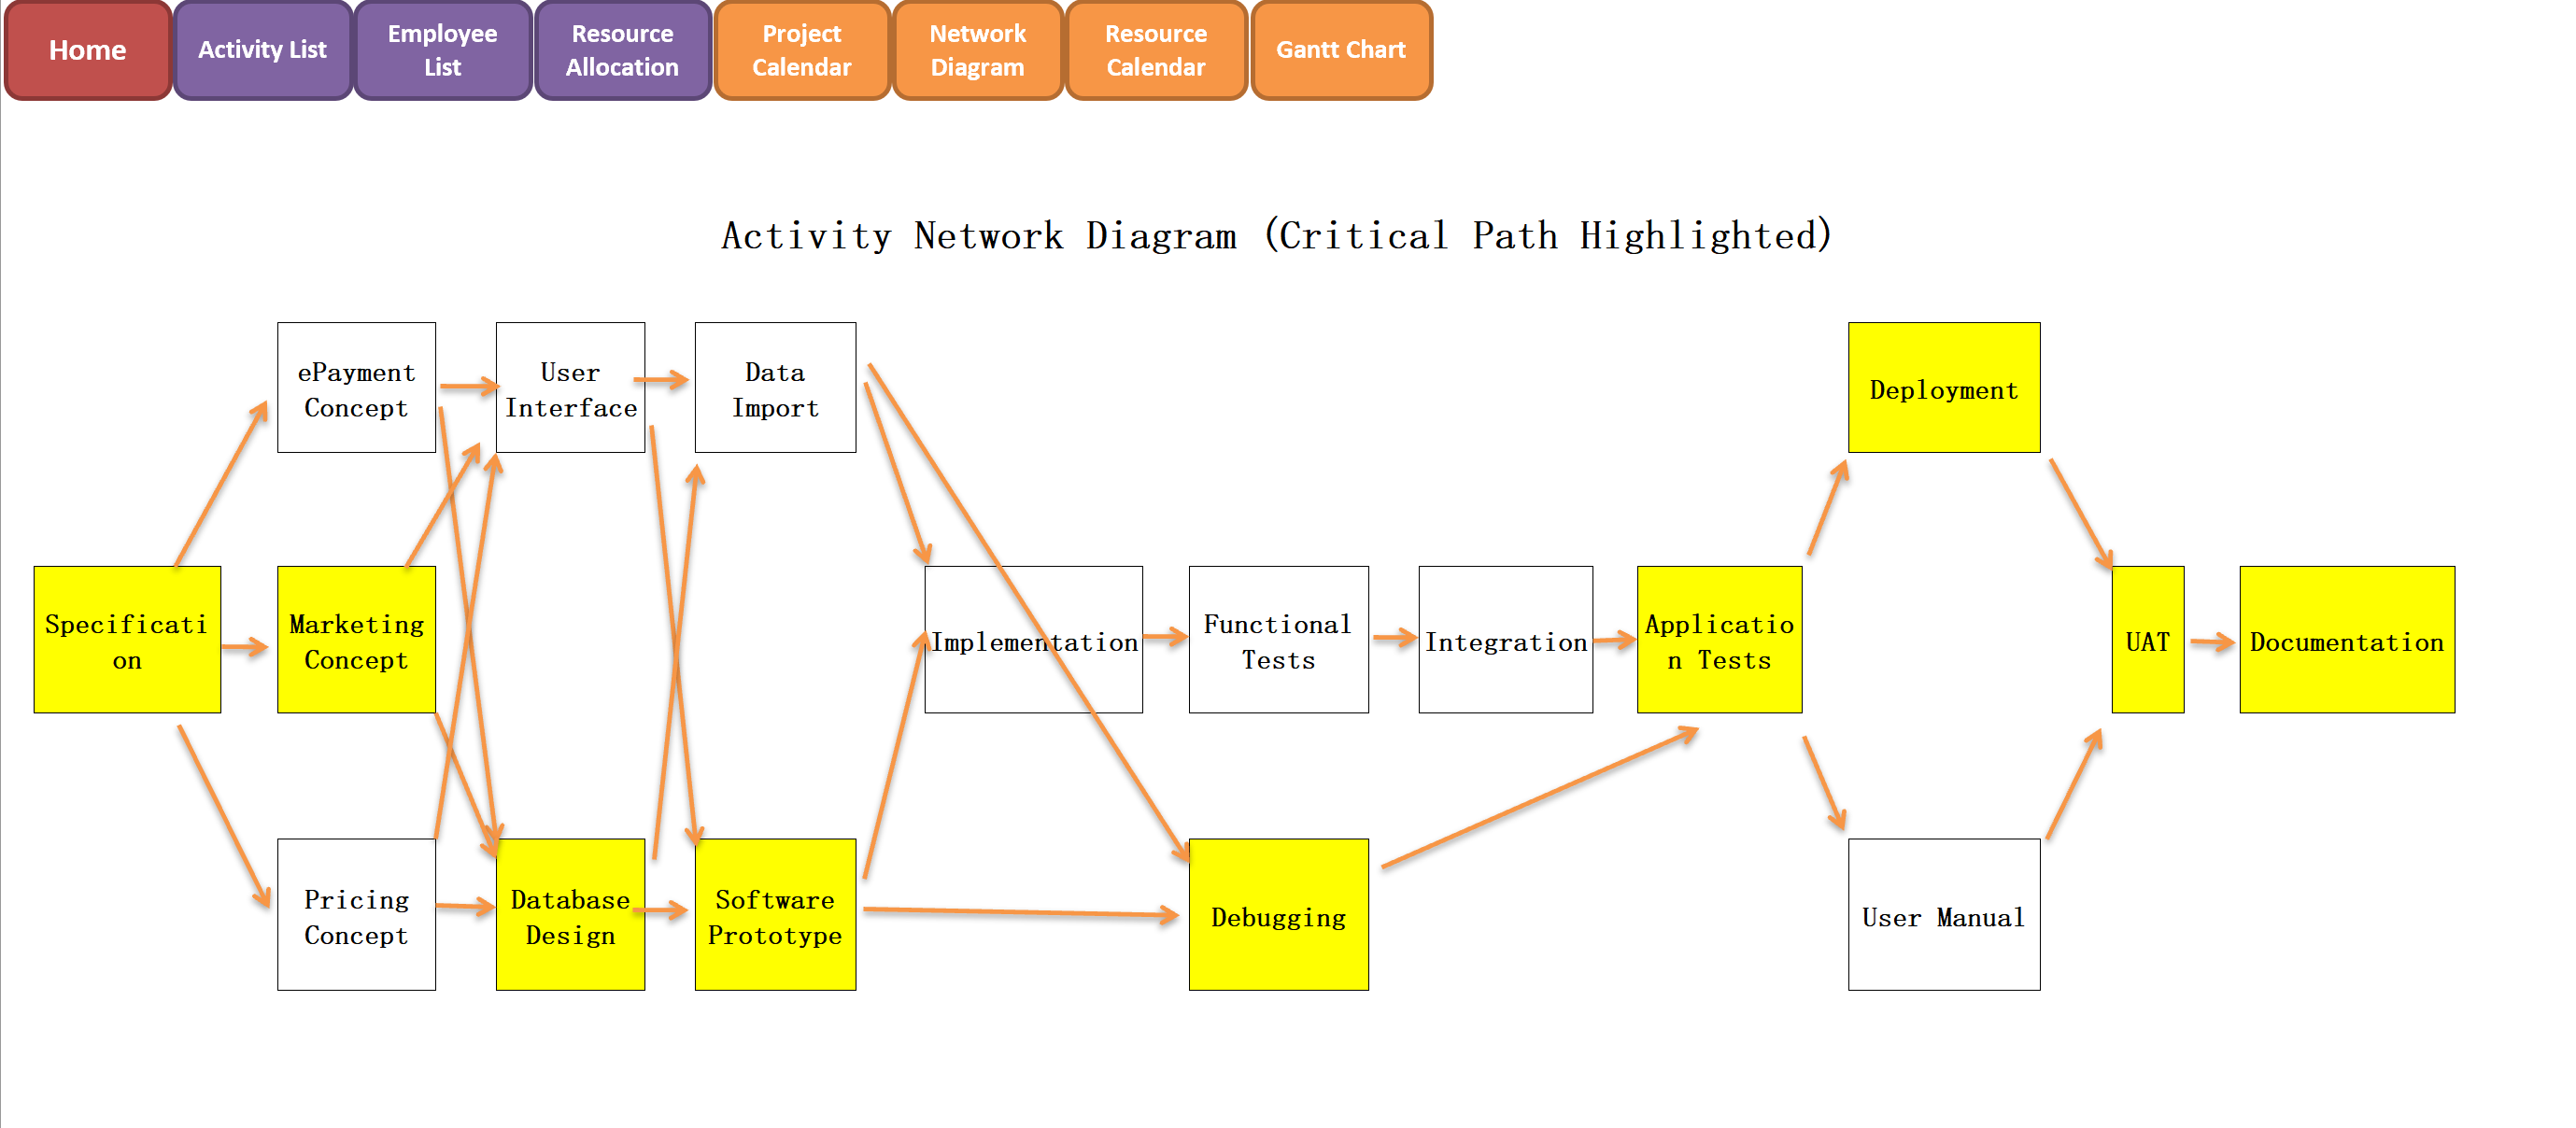 Home
Activity List
Employee
List
Resource
Allocation
Project
Calendar
Network
Diagram
Resource
Calendar
Gantt Chart
Activity Network Diagram (Critical Path Highlighted)
ePayment
Concept
User
Interface
Data
Import
Deployment
Specificati
on
Marketing
Concept
Implementation
Functional
Tests
Integration
Applicatio
n Tests
UAT
Documentation
Pricing
Concept
Database
Design
Software
Prototype
Debugging
User Manual